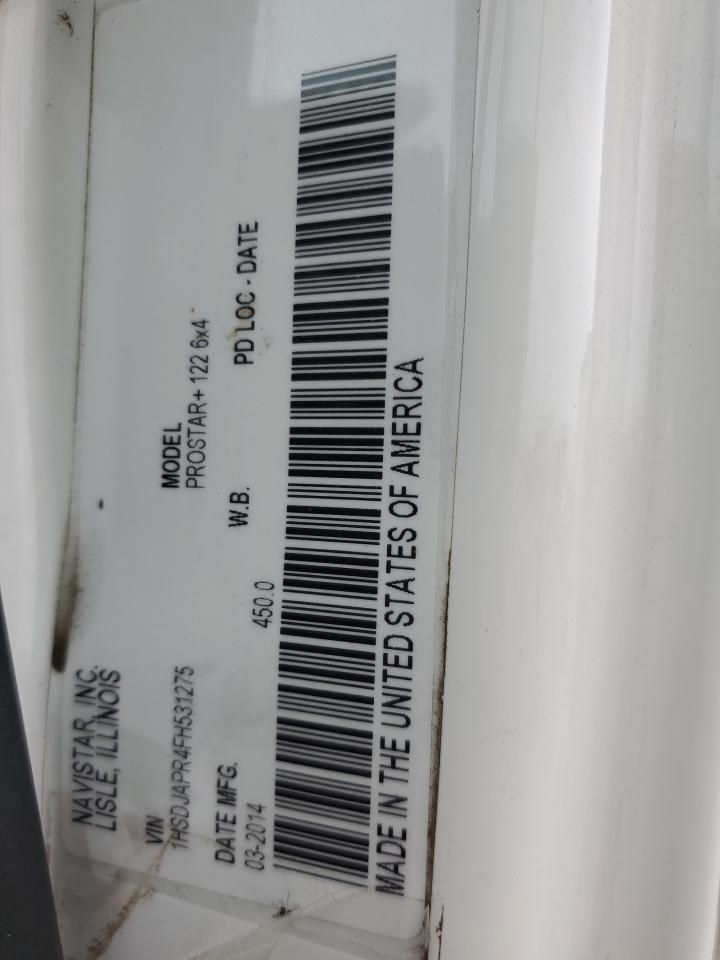 NAVISTAR, INC.
LISLE, ILLINOIS
VIN
1HSDJAPR4FH531275
MODEL
PROSTAR+ 122 6x4
DATE MFG.
03-2014
W.B.
450.0
PD LOC - DATE
MADE IN THE UNITED STATES OF AMERICA